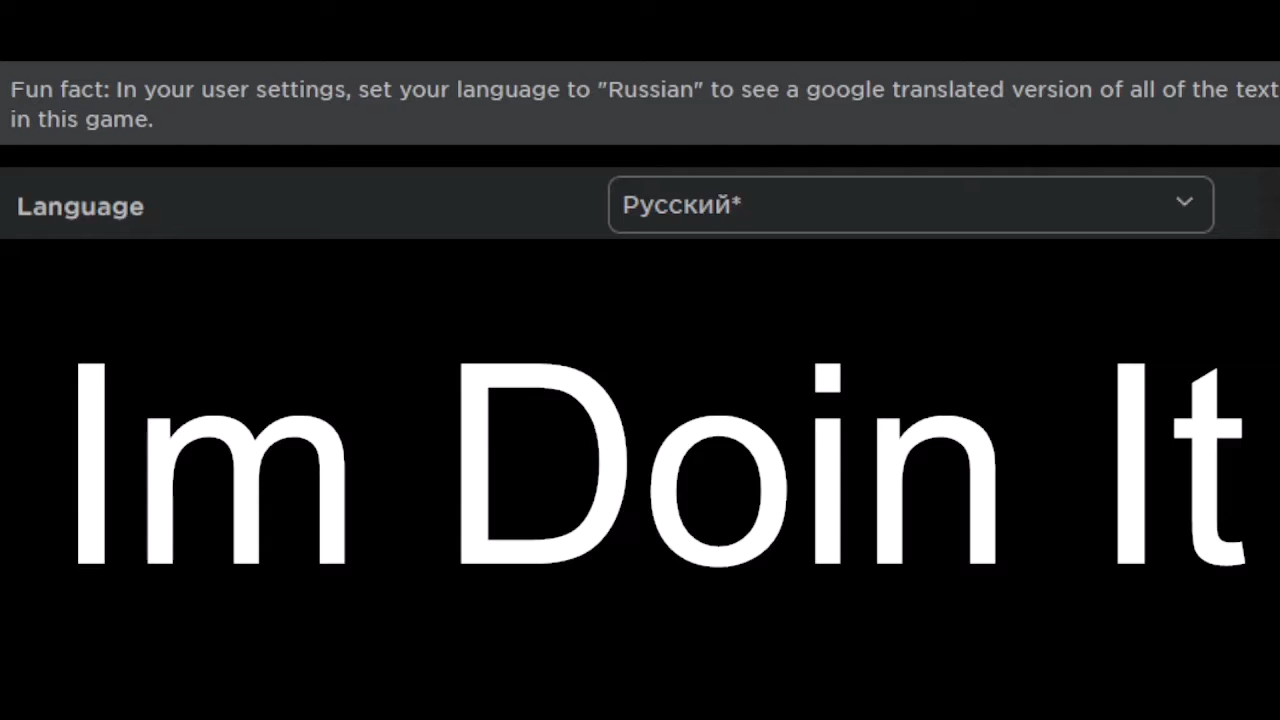 Fun fact: In your user settings, set your language to "Russian" to see a google translated version of all of the text
in this game.
Language
Русский*
Im Doin It